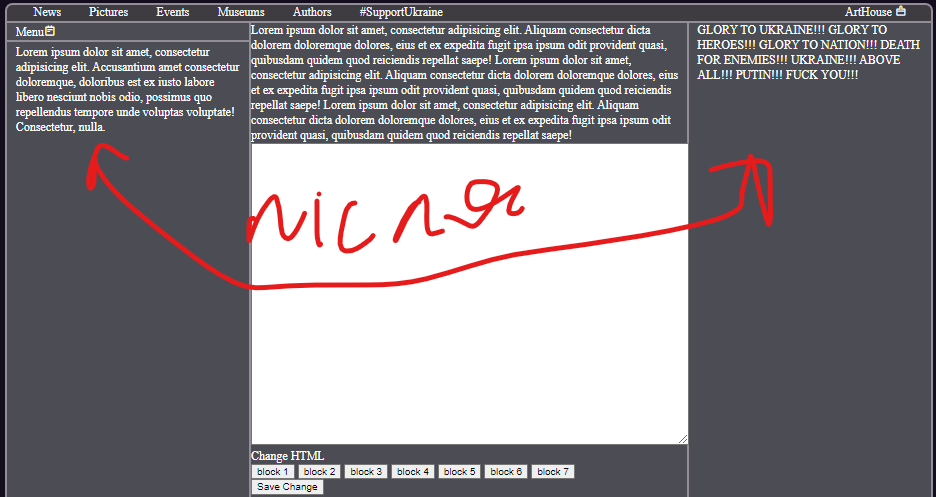 News Pictures Events Museums Authors #SupportUkraine ArtHouse
Menu
Lorem ipsum dolor sit amet, consectetur
adipisicing elit. Accusantium amet consectetur
doloremque, doloribus est ex iusto labore
libero nesciunt nobis odio, possimus quo
repellendus tempore unde voluptas voluptate!
Consectetur, nulla.
Lorem ipsum dolor sit amet, consectetur adipisicing elit. Aliquam consectetur dicta
dolorem doloremque dolores, eius et ex expedita fugit ipsa ipsum odit provident quasi,
quibusdam quidem quod reiciendis repellat saepe! Lorem ipsum dolor sit amet,
consectetur adipisicing elit. Aliquam consectetur dicta dolorem doloremque dolores, eius
et ex expedita fugit ipsa ipsum odit provident quasi, quibusdam quidem quod reiciendis
repellat saepe! Lorem ipsum dolor sit amet, consectetur adipisicing elit. Aliquam
consectetur dicta dolorem doloremque dolores, eius et ex expedita fugit ipsa ipsum odit
provident quasi, quibusdam quidem quod reiciendis repellat saepe!
після
Change HTML
block 1 block 2 block 3 block 4 block 5 block 6 block 7
Save Change
GLORY TO UKRAINE!!! GLORY TO
HEROES!!! GLORY TO NATION!!! DEATH
FOR ENEMIES!!! UKRAINE!!! ABOVE
ALL!!! PUTIN!!! FUCK YOU!!!